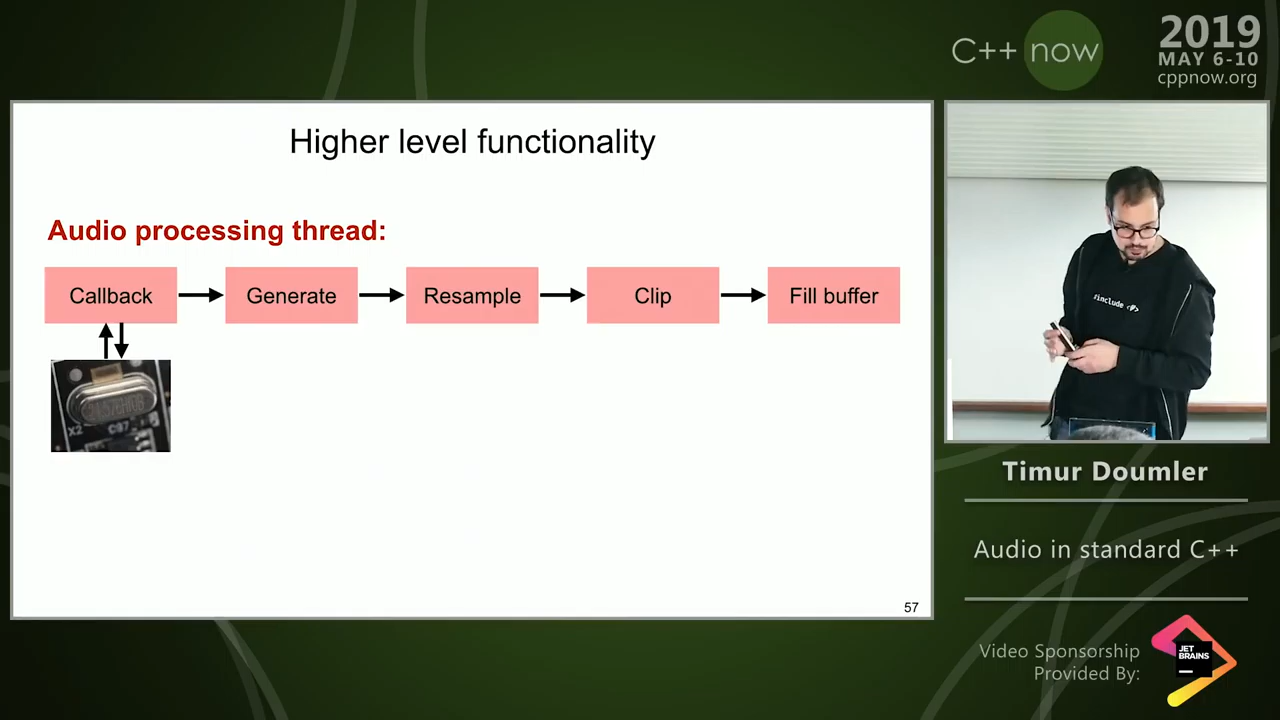 C++ now
2019
MAY 6-10
cppnow.org
Higher level functionality
Audio processing thread:
Callback
Generate
Resample
Clip
Fill buffer
X2
57
#include
Timur Doumler
Audio in standard C++
Video Sponsorship
Provided By:
JET
BRAINS